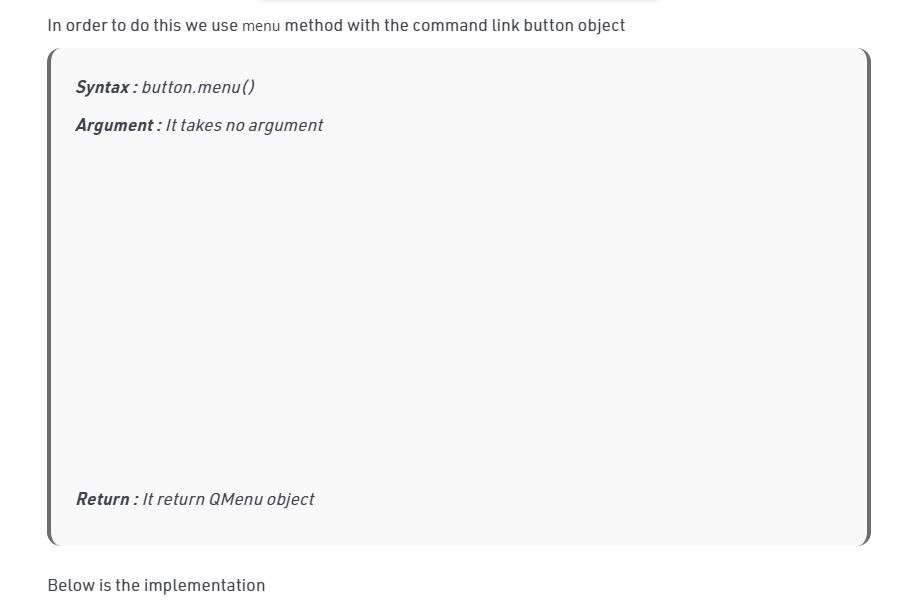 In order to do this we use menu method with the command link button object
Syntax : button.menu()
Argument : It takes no argument
Return : It return QMenu object
Below is the implementation